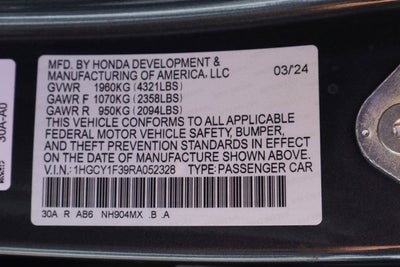 MFD. BY HONDA DEVELOPMENT &
MANUFACTURING OF AMERICA, LLC
03/'24
GVWR 1960KG (4321LBS)
GAWR F 1070KG (2358LBS)
GAWR R 950KG (2094LBS)
THIS VEHICLE CONFORMS TO ALL APPLICABLE
FEDERAL MOTOR VEHICLE SAFETY, BUMPER,
AND THEFT PREVENTION STANDARDS IN EFFECT
ON THE DATE OF MANUFACTURE SHOWN ABOVE.
V.I.N: 1HGCY1F39RA052328 TYPE:PASSENGER CAR
30A R AB6 NH904MX .B .A
30A-A0